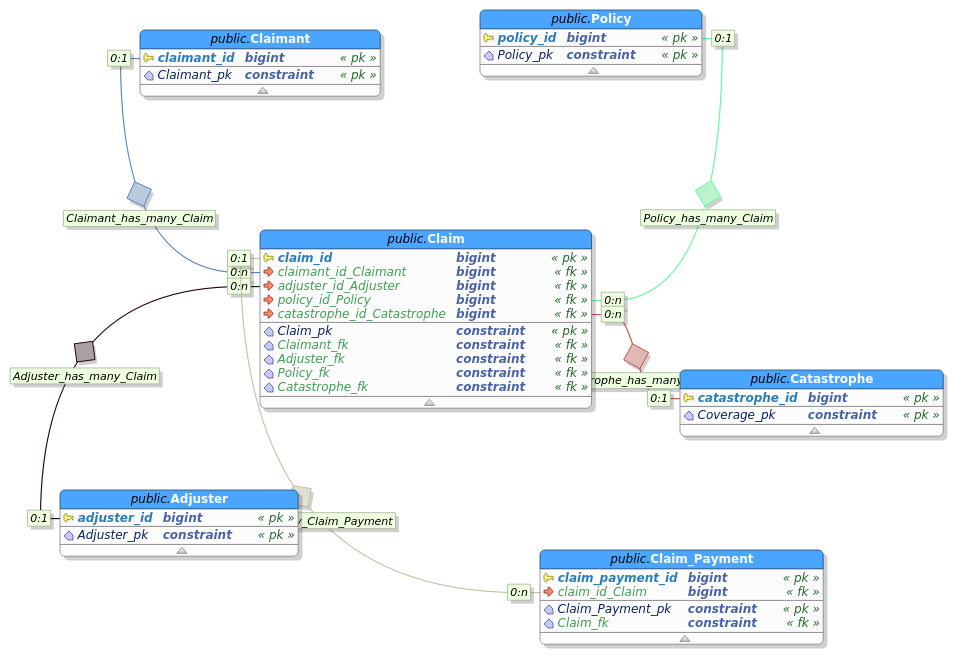 public.Claimant
0:1
claimant_id bigint « pk »
Claimant_pk constraint « pk »
public.Policy
policy_id bigint « pk »
0:1
Policy_pk constraint « pk »
Claimant_has_many_Claim
Policy_has_many_Claim
public.Claim
0:1
claim_id bigint « pk »
0:n
claimant_id_Claimant bigint « fk »
0:n
adjuster_id_Adjuster bigint « fk »
policy_id_Policy bigint « fk »
0:n
catastrophe_id_Catastrophe bigint « fk »
0:n
Claim_pk constraint « pk »
Claimant_fk constraint « fk »
Adjuster_fk constraint « fk »
Policy_fk constraint « fk »
Catastrophe_fk constraint « fk »
Adjuster_has_many_Claim
rophe_has_many
public.Catastrophe
0:1
catastrophe_id bigint « pk »
Coverage_pk constraint « pk »
public.Adjuster
0:1
adjuster_id bigint « pk »
Adjuster_pk constraint « pk »
_Claim_Payment
public.Claim_Payment
claim_payment_id bigint « pk »
0:n
claim_id_Claim bigint « fk »
Claim_Payment_pk constraint « pk »
Claim_fk constraint « fk »